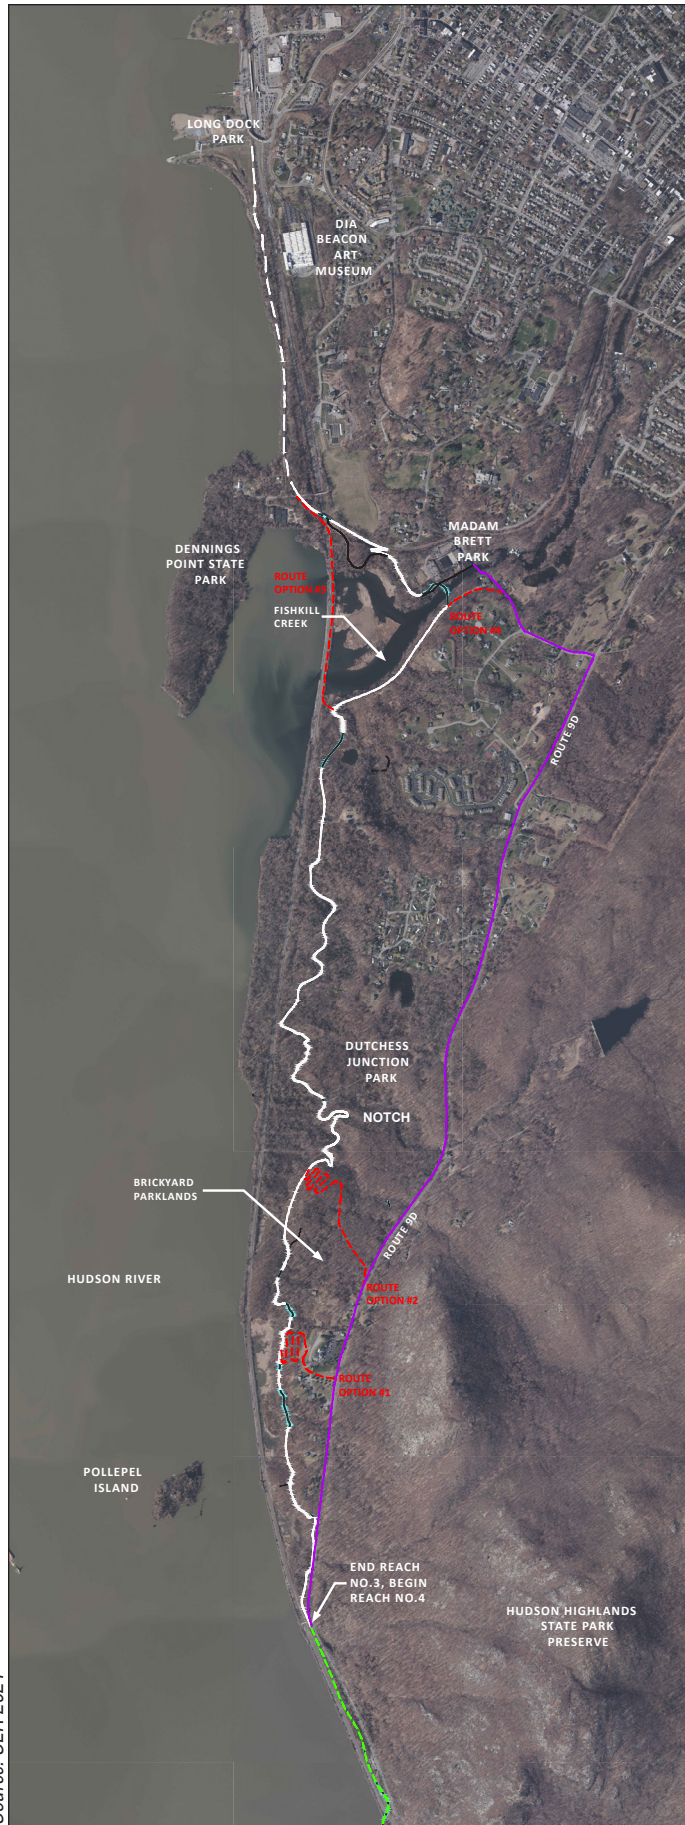 LONG DOCK
PARK
DIA
BEACON
ART
MUSEUM
MADAM
BRETT
PARK
DENNINGS
POINT STATE
PARK
ROUTE
OPTION
FISHKILL
CREEK
ROUTE
OPTION
ROUTE 9D
DUTCHESS
JUNCTION
PARK
NOTCH
BRICKYARD
PARKLANDS
ROUTE 9D
HUDSON RIVER
ROUTE
OPTION #2
ROUTE
OPTION #1
POLLEPEL
ISLAND
END REACH
NO.3, BEGIN
REACH NO.4
HUDSON HIGHLANDS
STATE PARK
PRESERVE